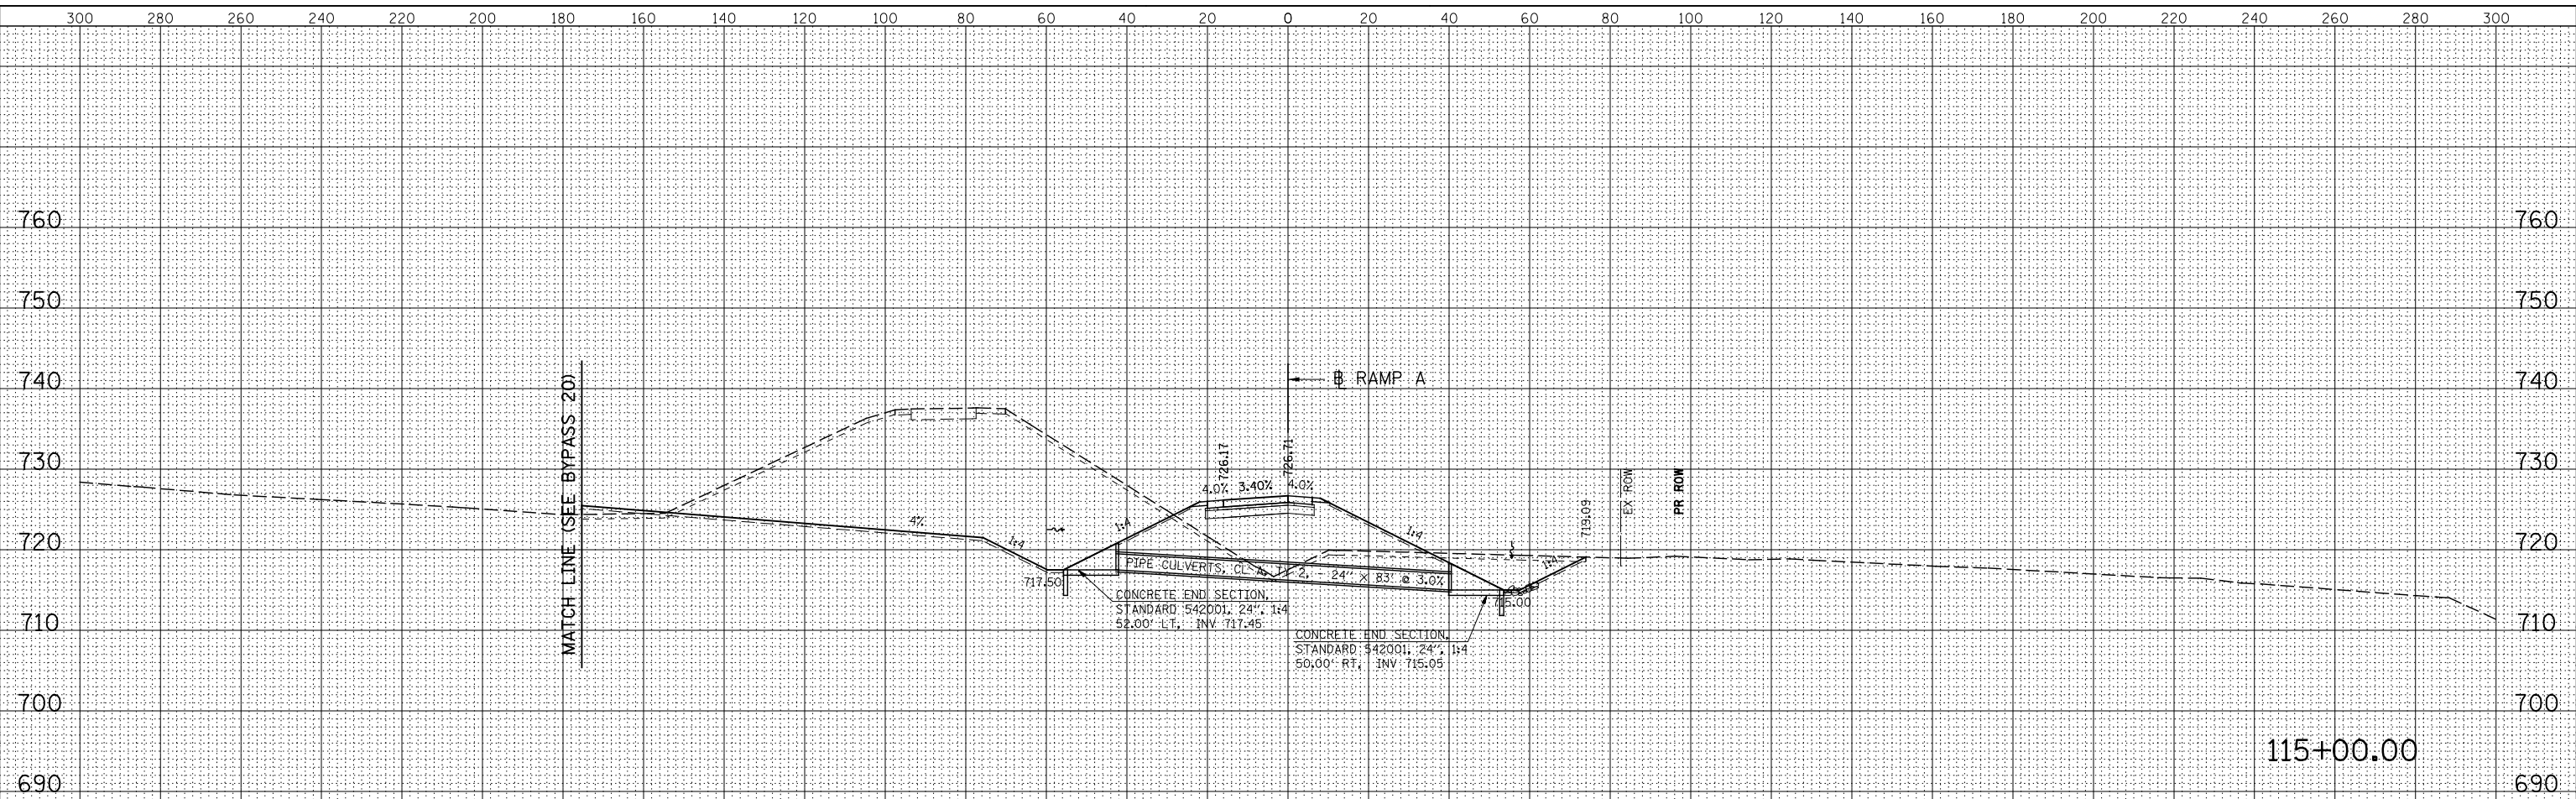 300 280 260 240 220 200 180 160 140 120 100 80 60 40 20 0 20 40 60 80 100 120 140 160 180 200 220 240 260 280 300
760 760
750 750
740 740
730 730
720 720
710 710
700 700
690 690
MATCH LINE (SEE BYPASS 20)
RAMP A
726.17
726.71
4.0% 3.40% 4.0%
4%
1:4
1:4
1:4
1:4
719.09
EX ROW
PR ROW
PIPE CULVERTS, CL A, TY 2, 24" × 83' @ 3.0%
717.50
715.00
CONCRETE END SECTION,
STANDARD 542001, 24", 1:4
52.00' LT, INV 717.45
CONCRETE END SECTION,
STANDARD 542001, 24", 1:4
50.00' RT, INV 715.05
115+00.00